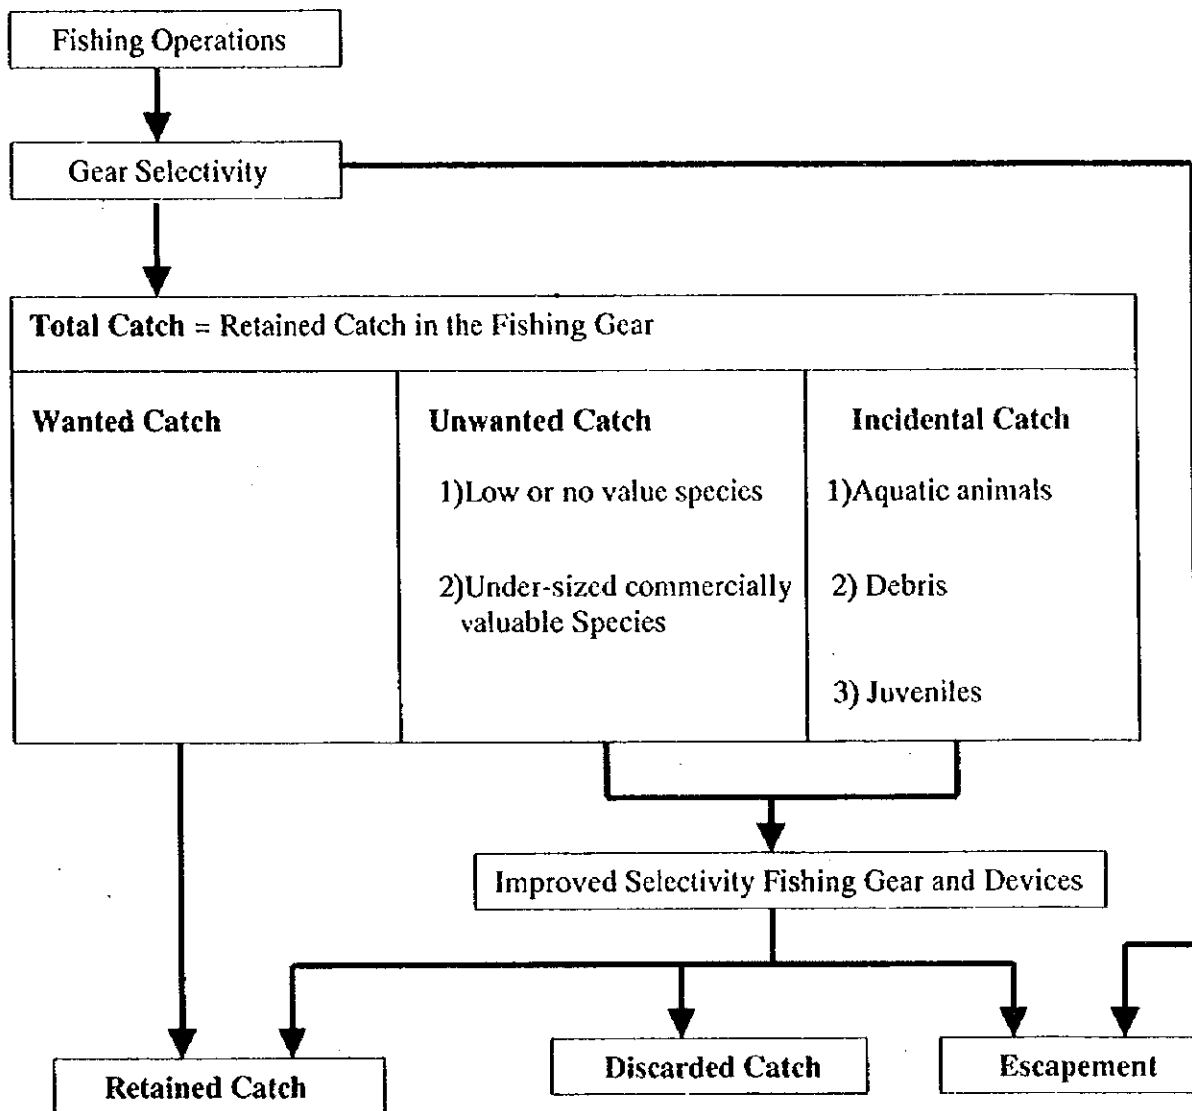 Fishing Operations
Gear Selectivity
Total Catch = Retained Catch in the Fishing Gear
Wanted Catch
Unwanted Catch
1)Low or no value species
2)Under-sized commercially
valuable Species
Incidental Catch
1)Aquatic animals
2) Debris
3) Juveniles
Improved Selectivity Fishing Gear and Devices
Retained Catch
Discarded Catch
Escapement